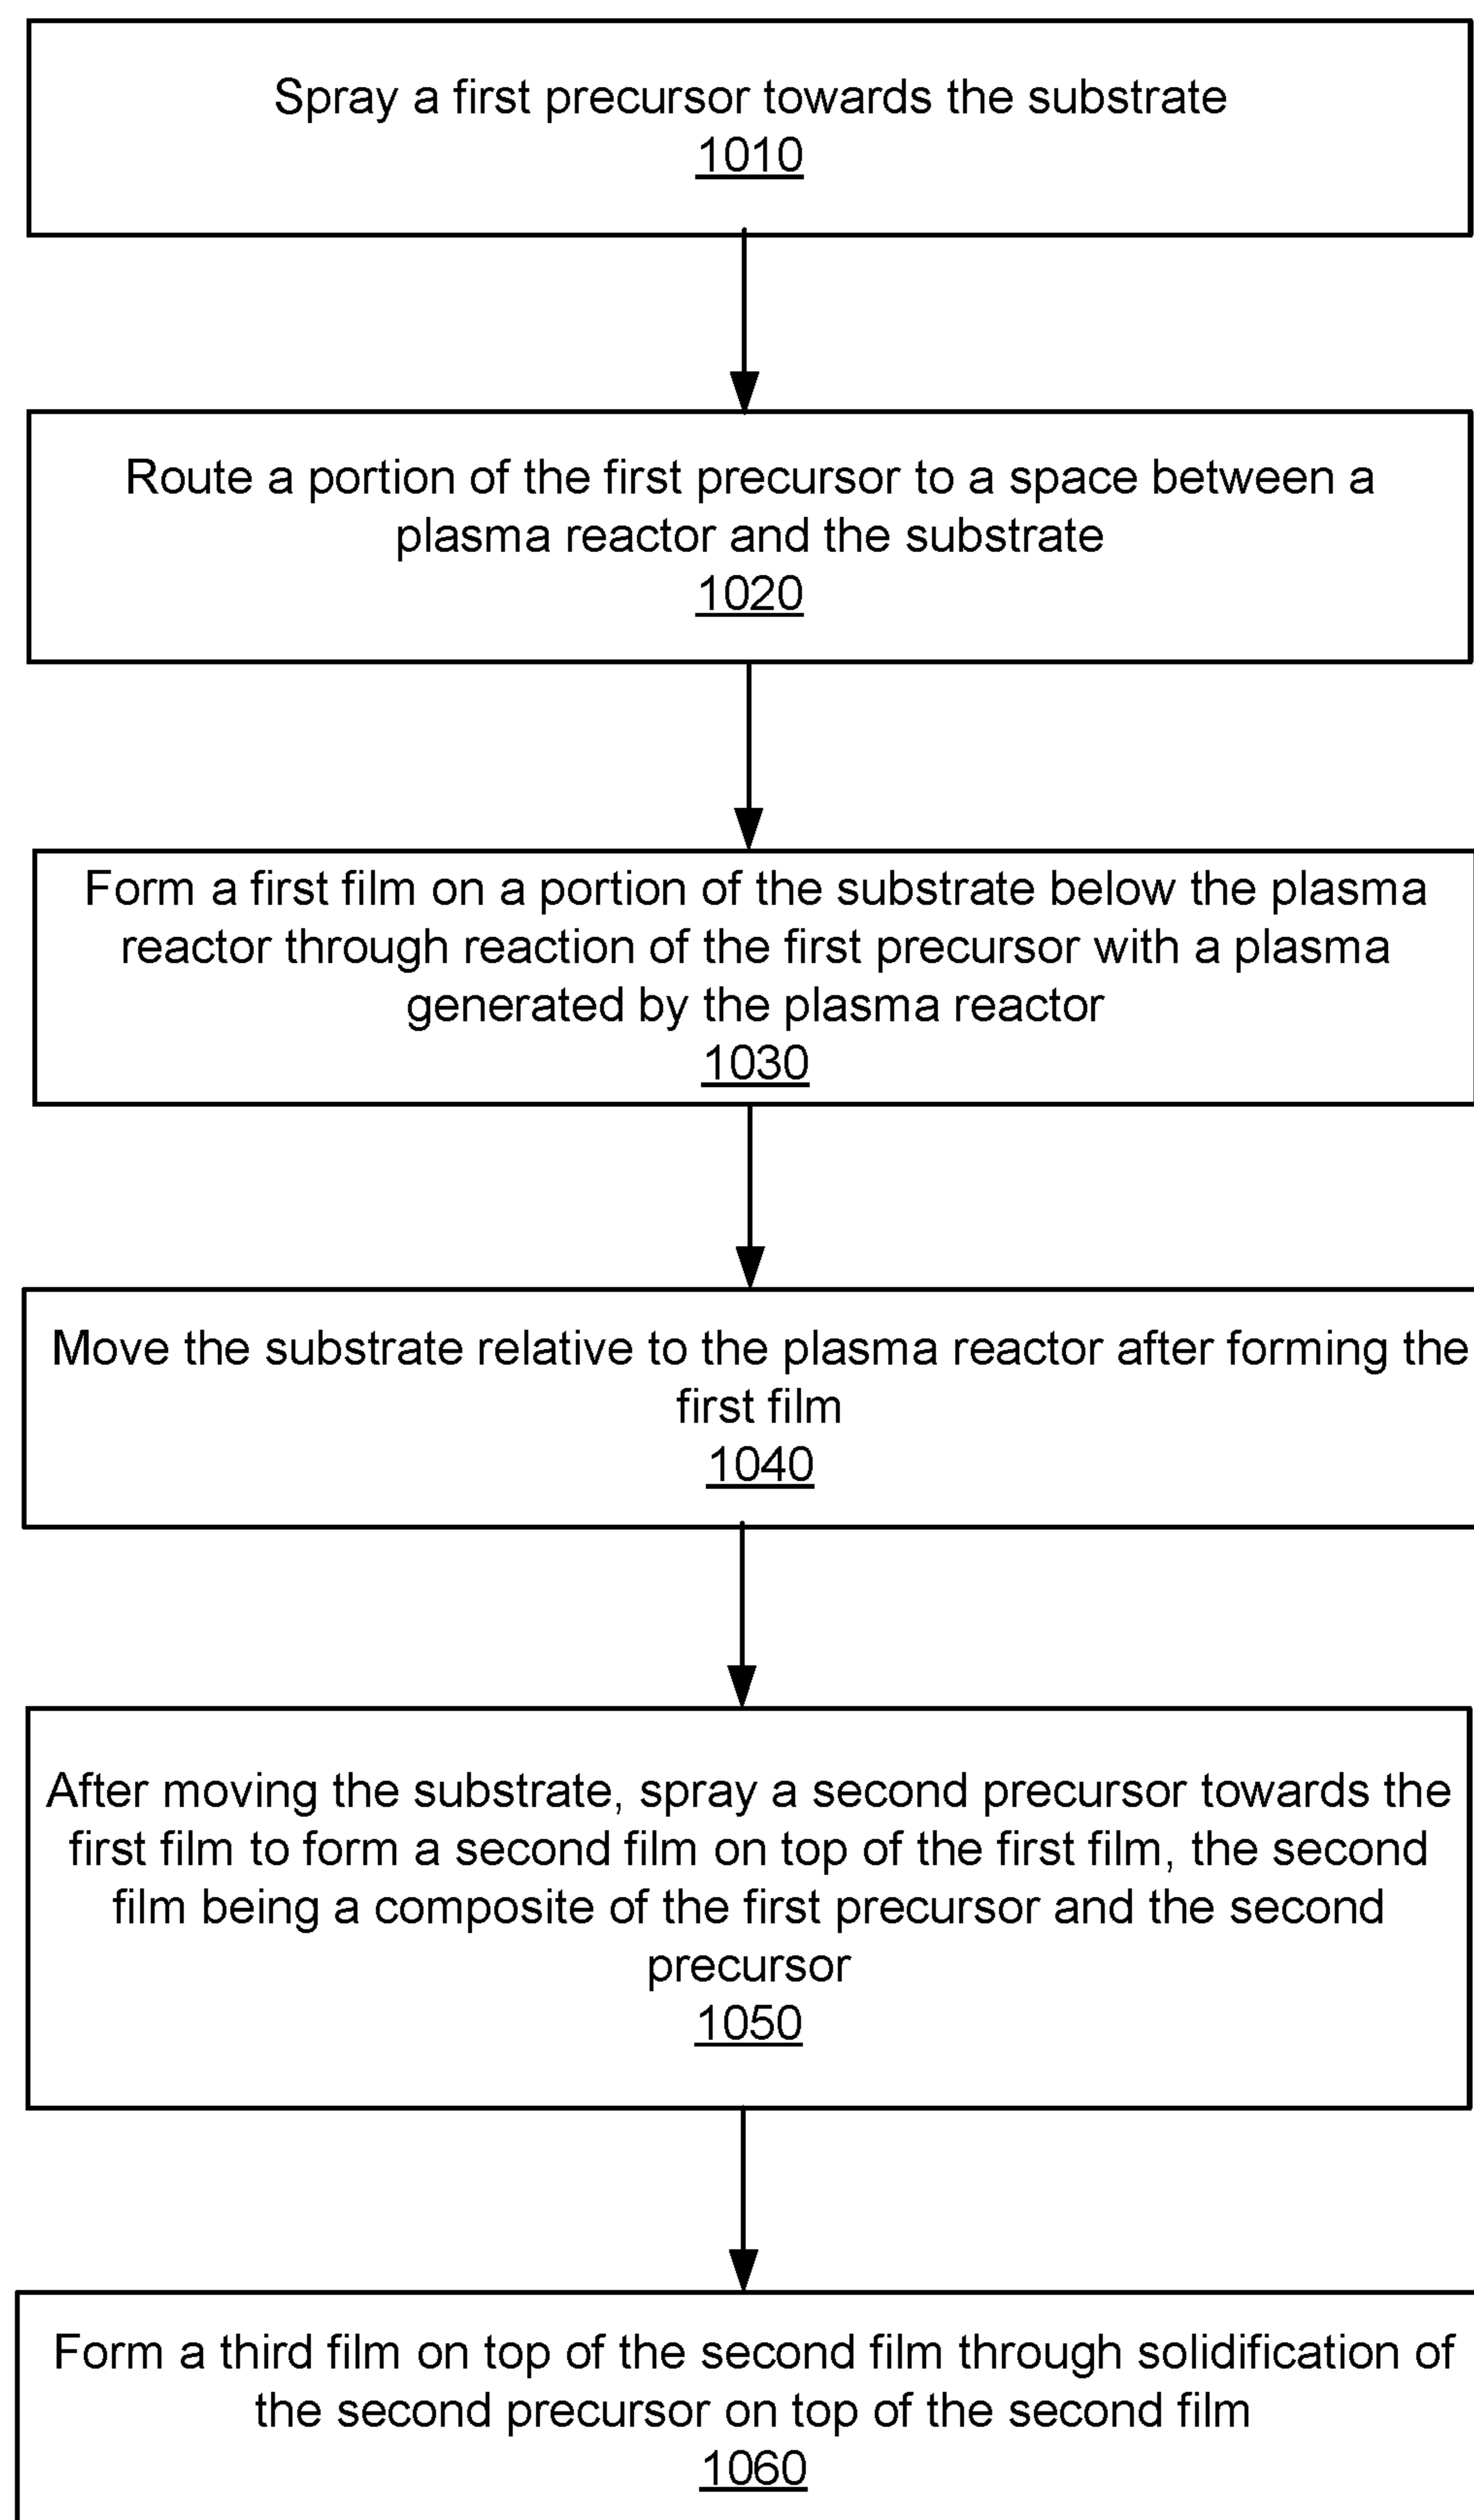 Spray a first precursor towards the substrate
1010
Route a portion of the first precursor to a space between a
plasma reactor and the substrate
1020
Form a first film on a portion of the substrate below the plasma
reactor through reaction of the first precursor with a plasma
generated by the plasma reactor
1030
Move the substrate relative to the plasma reactor after forming the
first film
1040
After moving the substrate, spray a second precursor towards the
first film to form a second film on top of the first film, the second
film being a composite of the first precursor and the second
precursor
1050
Form a third film on top of the second film through solidification of
the second precursor on top of the second film
1060